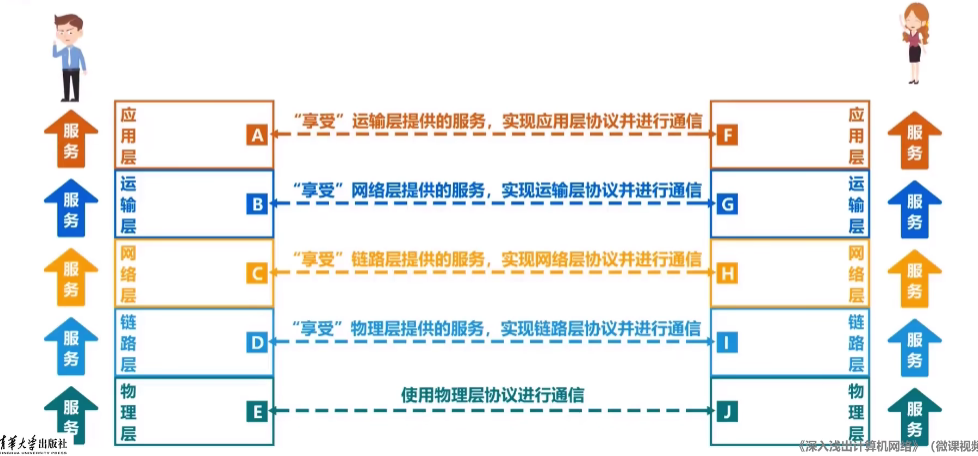 服务
应用层
A
“享受”运输层提供的服务，实现应用层协议并进行通信
F
应用层
服务
服务
运输层
B
“享受”网络层提供的服务，实现运输层协议并进行通信
G
运输层
服务
服务
网络层
C
“享受”链路层提供的服务，实现网络层协议并进行通信
H
网络层
服务
服务
链路层
D
“享受”物理层提供的服务，实现链路层协议并进行通信
I
链路层
服务
服务
物理层
E
使用物理层协议进行通信
J
物理层
服务
清华大学出版社
TSINGHUA UNIVERSITY PRESS
《深入浅出计算机网络》（微课视频